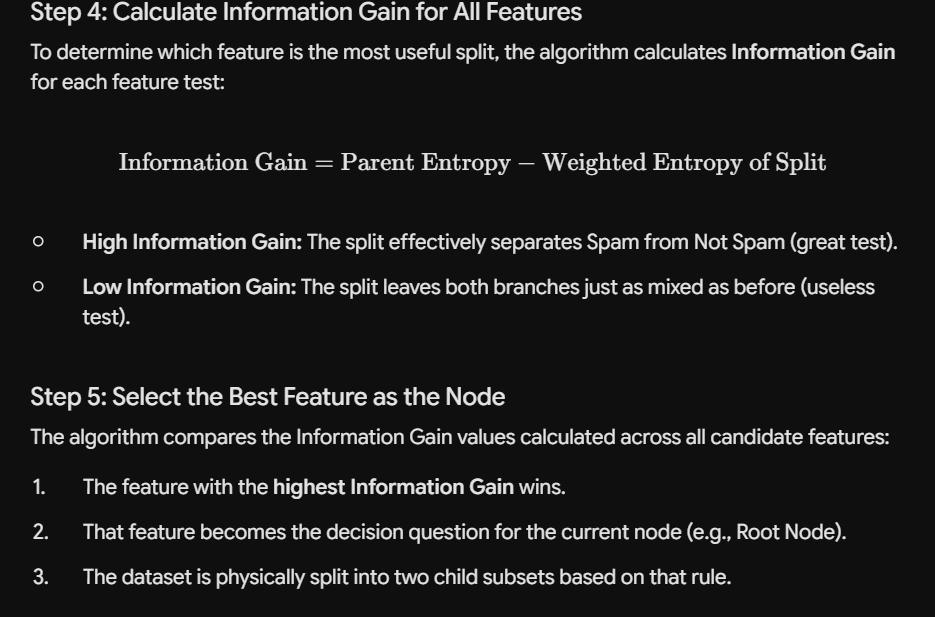 Step 4: Calculate Information Gain for All Features
To determine which feature is the most useful split, the algorithm calculates Information Gain
for each feature test:
Information Gain = Parent Entropy − Weighted Entropy of Split
○ High Information Gain: The split effectively separates Spam from Not Spam (great test).
○ Low Information Gain: The split leaves both branches just as mixed as before (useless
test).
Step 5: Select the Best Feature as the Node
The algorithm compares the Information Gain values calculated across all candidate features:
1. The feature with the highest Information Gain wins.
2. That feature becomes the decision question for the current node (e.g., Root Node).
3. The dataset is physically split into two child subsets based on that rule.